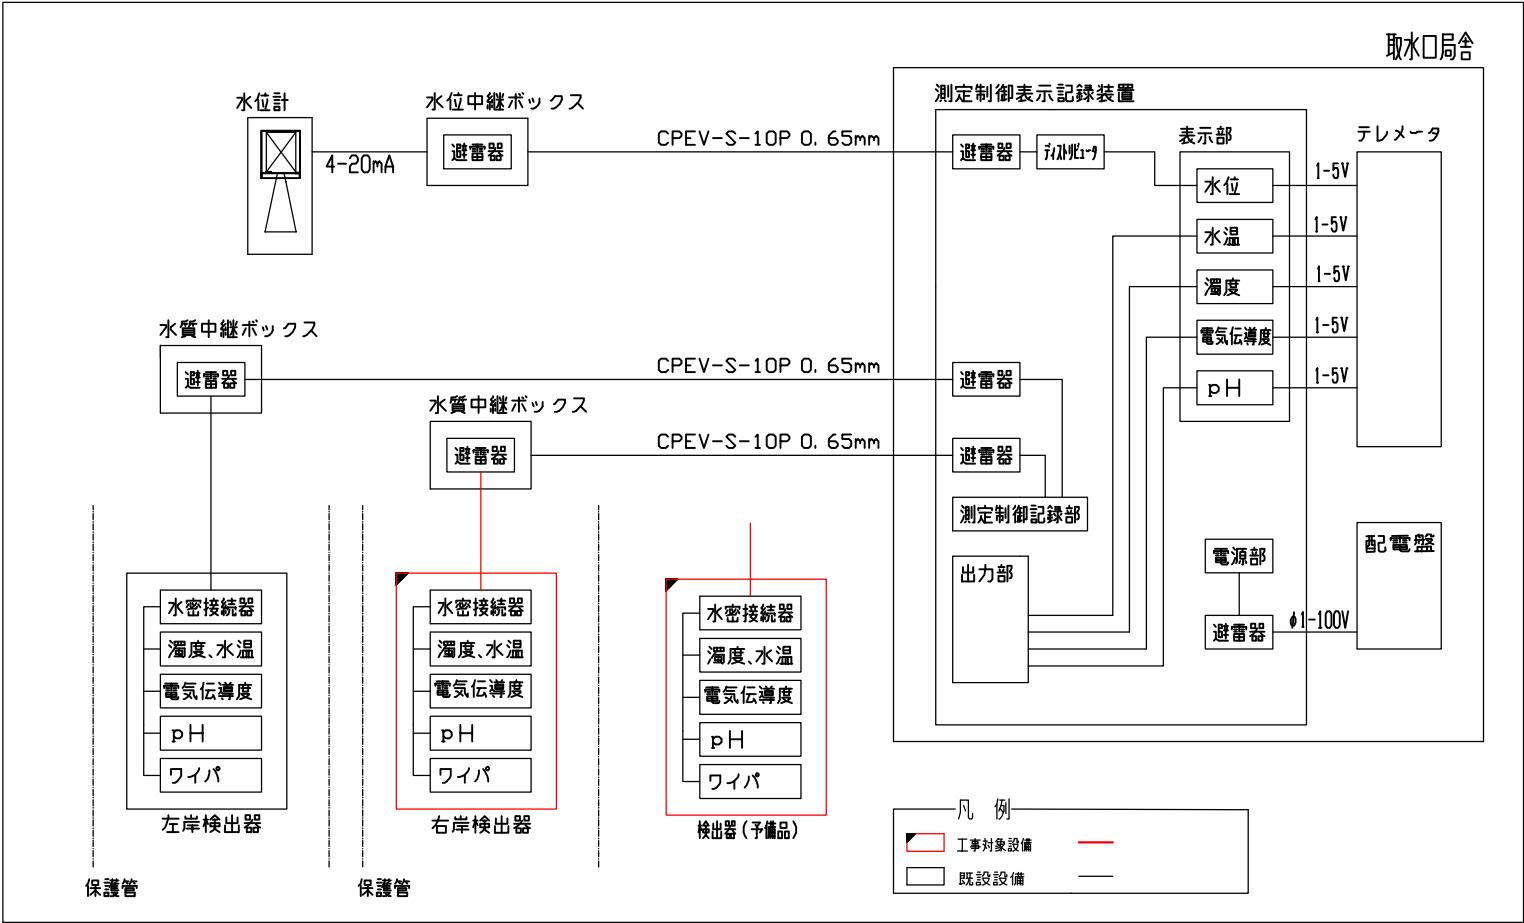 取水口局舎
測定制御表示記録装置
水位計
水位中継ボックス
避雷器
4-20mA
CPEV-S-10P 0.65mm
避雷器
ディストリビュータ
表示部
テレメータ
水位
1-5V
水温
1-5V
濁度
1-5V
電気伝導度
1-5V
pH
1-5V
水質中継ボックス
避雷器
CPEV-S-10P 0.65mm
避雷器
水質中継ボックス
避雷器
CPEV-S-10P 0.65mm
避雷器
測定制御記録部
出力部
電源部
避雷器
φ1-100V
配電盤
水密接続器
濁度、水温
電気伝導度
pH
ワイパ
左岸検出器
保護管
水密接続器
濁度、水温
電気伝導度
pH
ワイパ
右岸検出器
保護管
水密接続器
濁度、水温
電気伝導度
pH
ワイパ
検出器(予備品)
凡 例
工事対象設備
既設設備